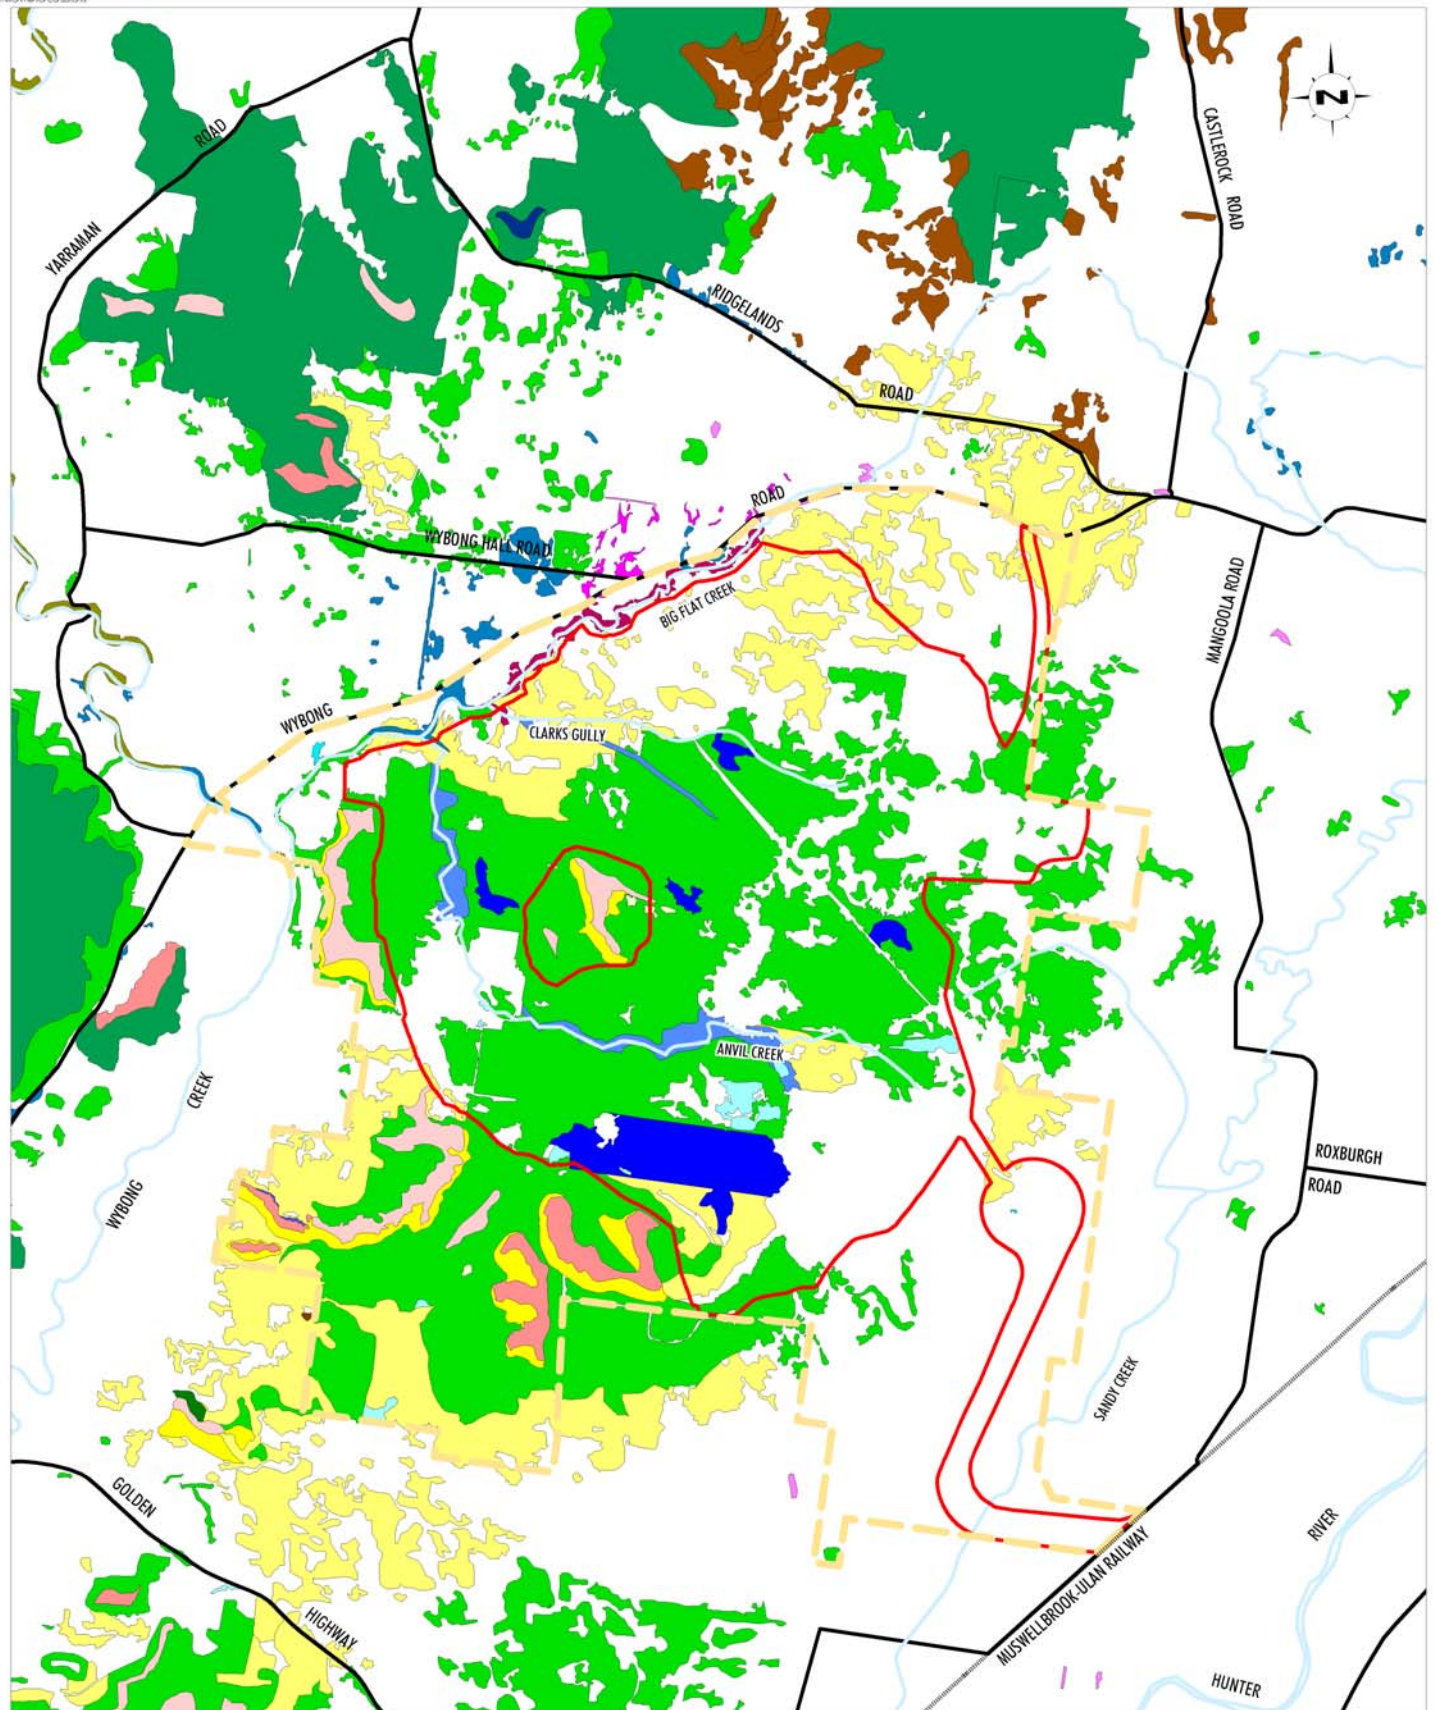 ROAD
YARRAMAN
CASTLEROCK ROAD
N
RIDGELANDS
ROAD
ROAD
WYBONG HALL ROAD
BIG FLAT CREEK
MANGOOLA ROAD
WYBONG
CLARKS GULLY
ANVIL CREEK
CREEK
WYBONG
ROXBURGH
ROAD
SANDY CREEK
GOLDEN
HIGHWAY
RIVER
MUSWELLBROOK-ULAN RAILWAY
HUNTER